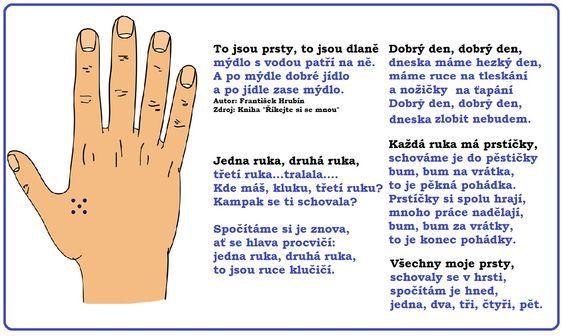 To jsou prsty, to jsou dlaně
mýdlo s vodou patří na ně.
A po mýdle dobré jídlo
a po jídle zase mýdlo.
Autor: František Hrubín
Zdroj: Kniha "Říkejte si se mnou"
Jedna ruka, druhá ruka,
třetí ruka...tralala....
Kde máš, kluku, třetí ruku?
Kampak se ti schovala?
Spočítáme si je znova,
ať se hlava procvičí:
jedna ruka, druhá ruka,
to jsou ruce klučičí.
Dobrý den, dobrý den,
dneska máme hezký den,
máme ruce na tleskání
a nožičky na ťapání
Dobrý den, dobrý den,
dneska zlobit nebudem.
Každá ruka má prstíčky,
schováme je do pěstičky
bum, bum na vrátka,
to je pěkná pohádka.
Prstíčky si spolu hrají,
mnoho práce nadělají,
bum, bum za vrátky,
to je konec pohádky.
Všechny moje prsty,
schovaly se v hrsti,
spočítám je hned,
jedna, dva, tři, čtyři, pět.